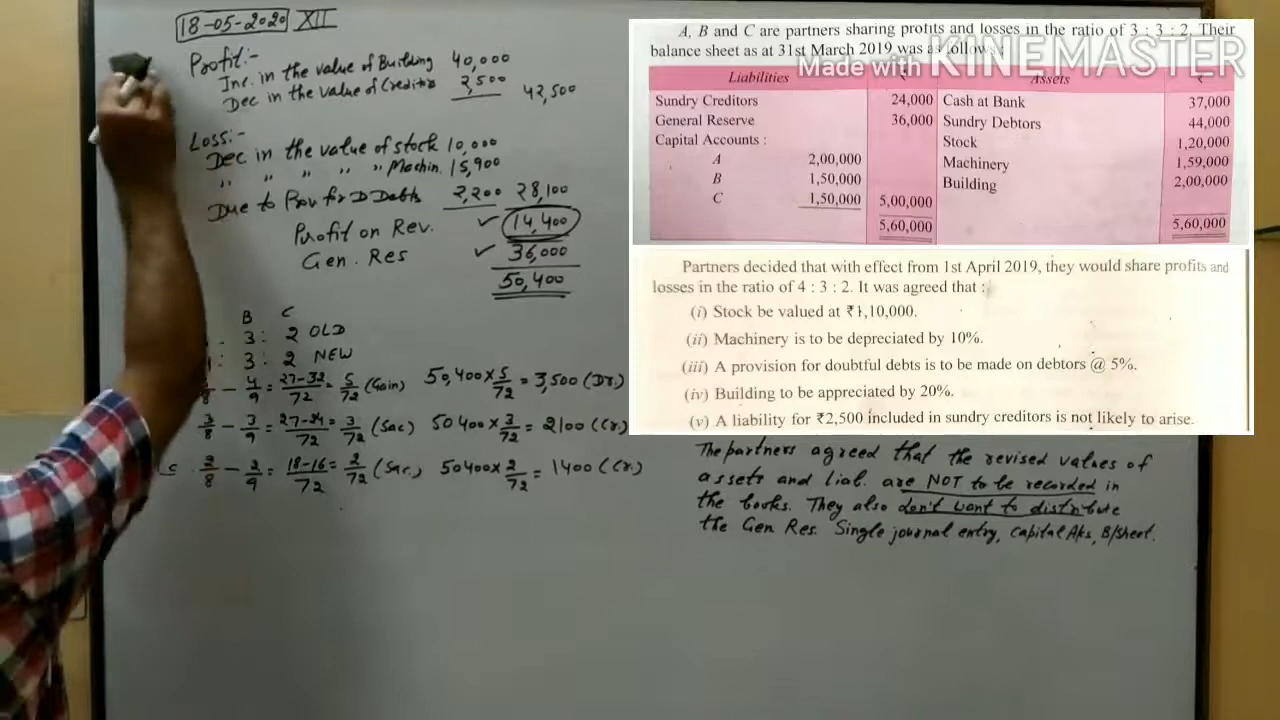 18-05-2020 XII
Profit:-
Inc. in the value of Building 40,000
Dec in the value of Creditors 2,500 42,500
Loss:-
Dec in the value of stock 10,000
" " " " " Machin. 15,900
Due to Prov for D Debts 2,200 28,100
Profit on Rev. ✓ 14,400
Gen. Res ✓ 36,000
50,400
B C
3 : 2 OLD
: 3 : 2 NEW
/8 - 4/9 = 27-32/72 = 5/72 (Gain) 50,400 × 5/72 = 3,500 (Dr.)
3/8 - 3/9 = 27-24/72 = 3/72 (Sac) 50400 × 3/72 = 2100 (Cr.)
C 2/8 - 2/9 = 18-16/72 = 2/72 (Sac.) 50400 × 2/72 = 1400 (Cr.)
A, B and C are partners sharing profits and losses in the ratio of 3 : 3 : 2. Their
balance sheet as at 31st March 2019 was as follows
Made with KINEMASTER
Liabilities ₹ Assets ₹
Sundry Creditors 24,000 Cash at Bank 37,000
General Reserve 36,000 Sundry Debtors 44,000
Capital Accounts : Stock 1,20,000
A 2,00,000 Machinery 1,59,000
B 1,50,000 Building 2,00,000
C 1,50,000 5,00,000
5,60,000 5,60,000
Partners decided that with effect from 1st April 2019, they would share profits and
losses in the ratio of 4 : 3 : 2. It was agreed that :
(i) Stock be valued at ₹1,10,000.
(ii) Machinery is to be depreciated by 10%.
(iii) A provision for doubtful debts is to be made on debtors @ 5%.
(iv) Building to be appreciated by 20%.
(v) A liability for ₹2,500 included in sundry creditors is not likely to arise.
The partners agreed that the revised values of
assets and liab. are NOT to be recorded in
the books. They also don't want to distribute
the Gen Res. Single journal entry, Capital A/cs, B/Sheet.